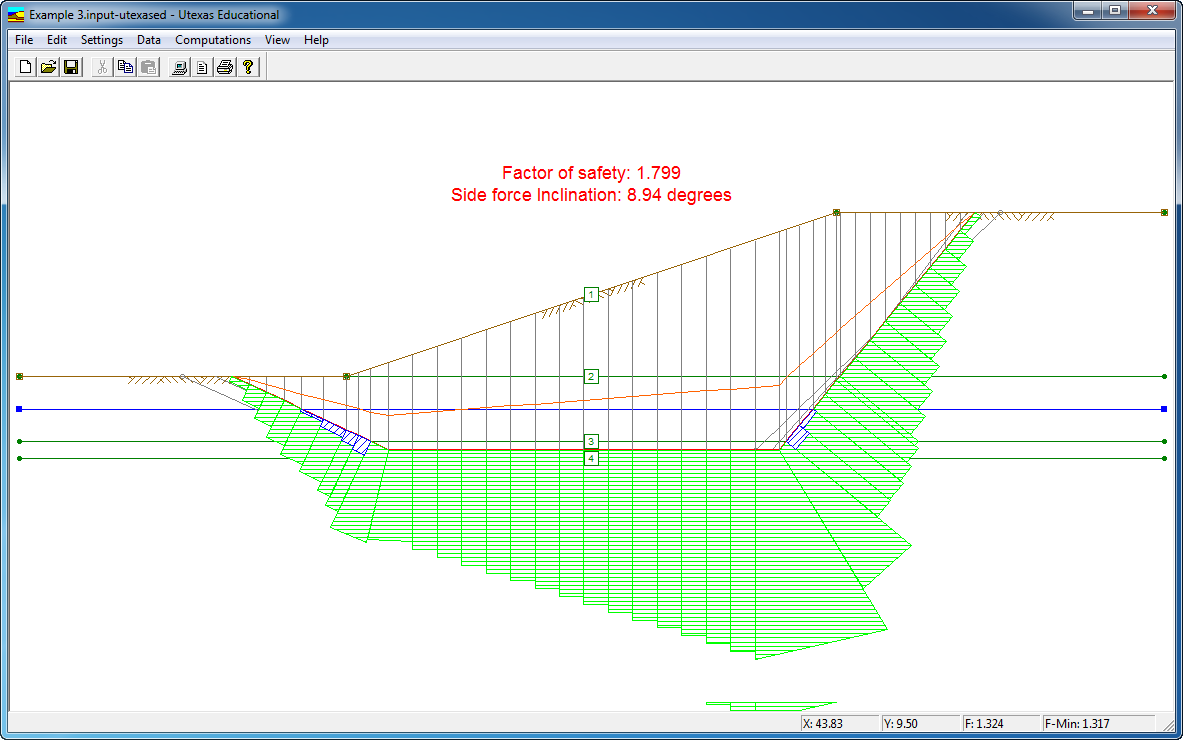 Example 3.input-utexased - Utexas Educational
File Edit Settings Data Computations View Help
Factor of safety: 1.799
Side force Inclination: 8.94 degrees
1
2
3
4
X: 43.83 Y: 9.50 F: 1.324 F-Min: 1.317